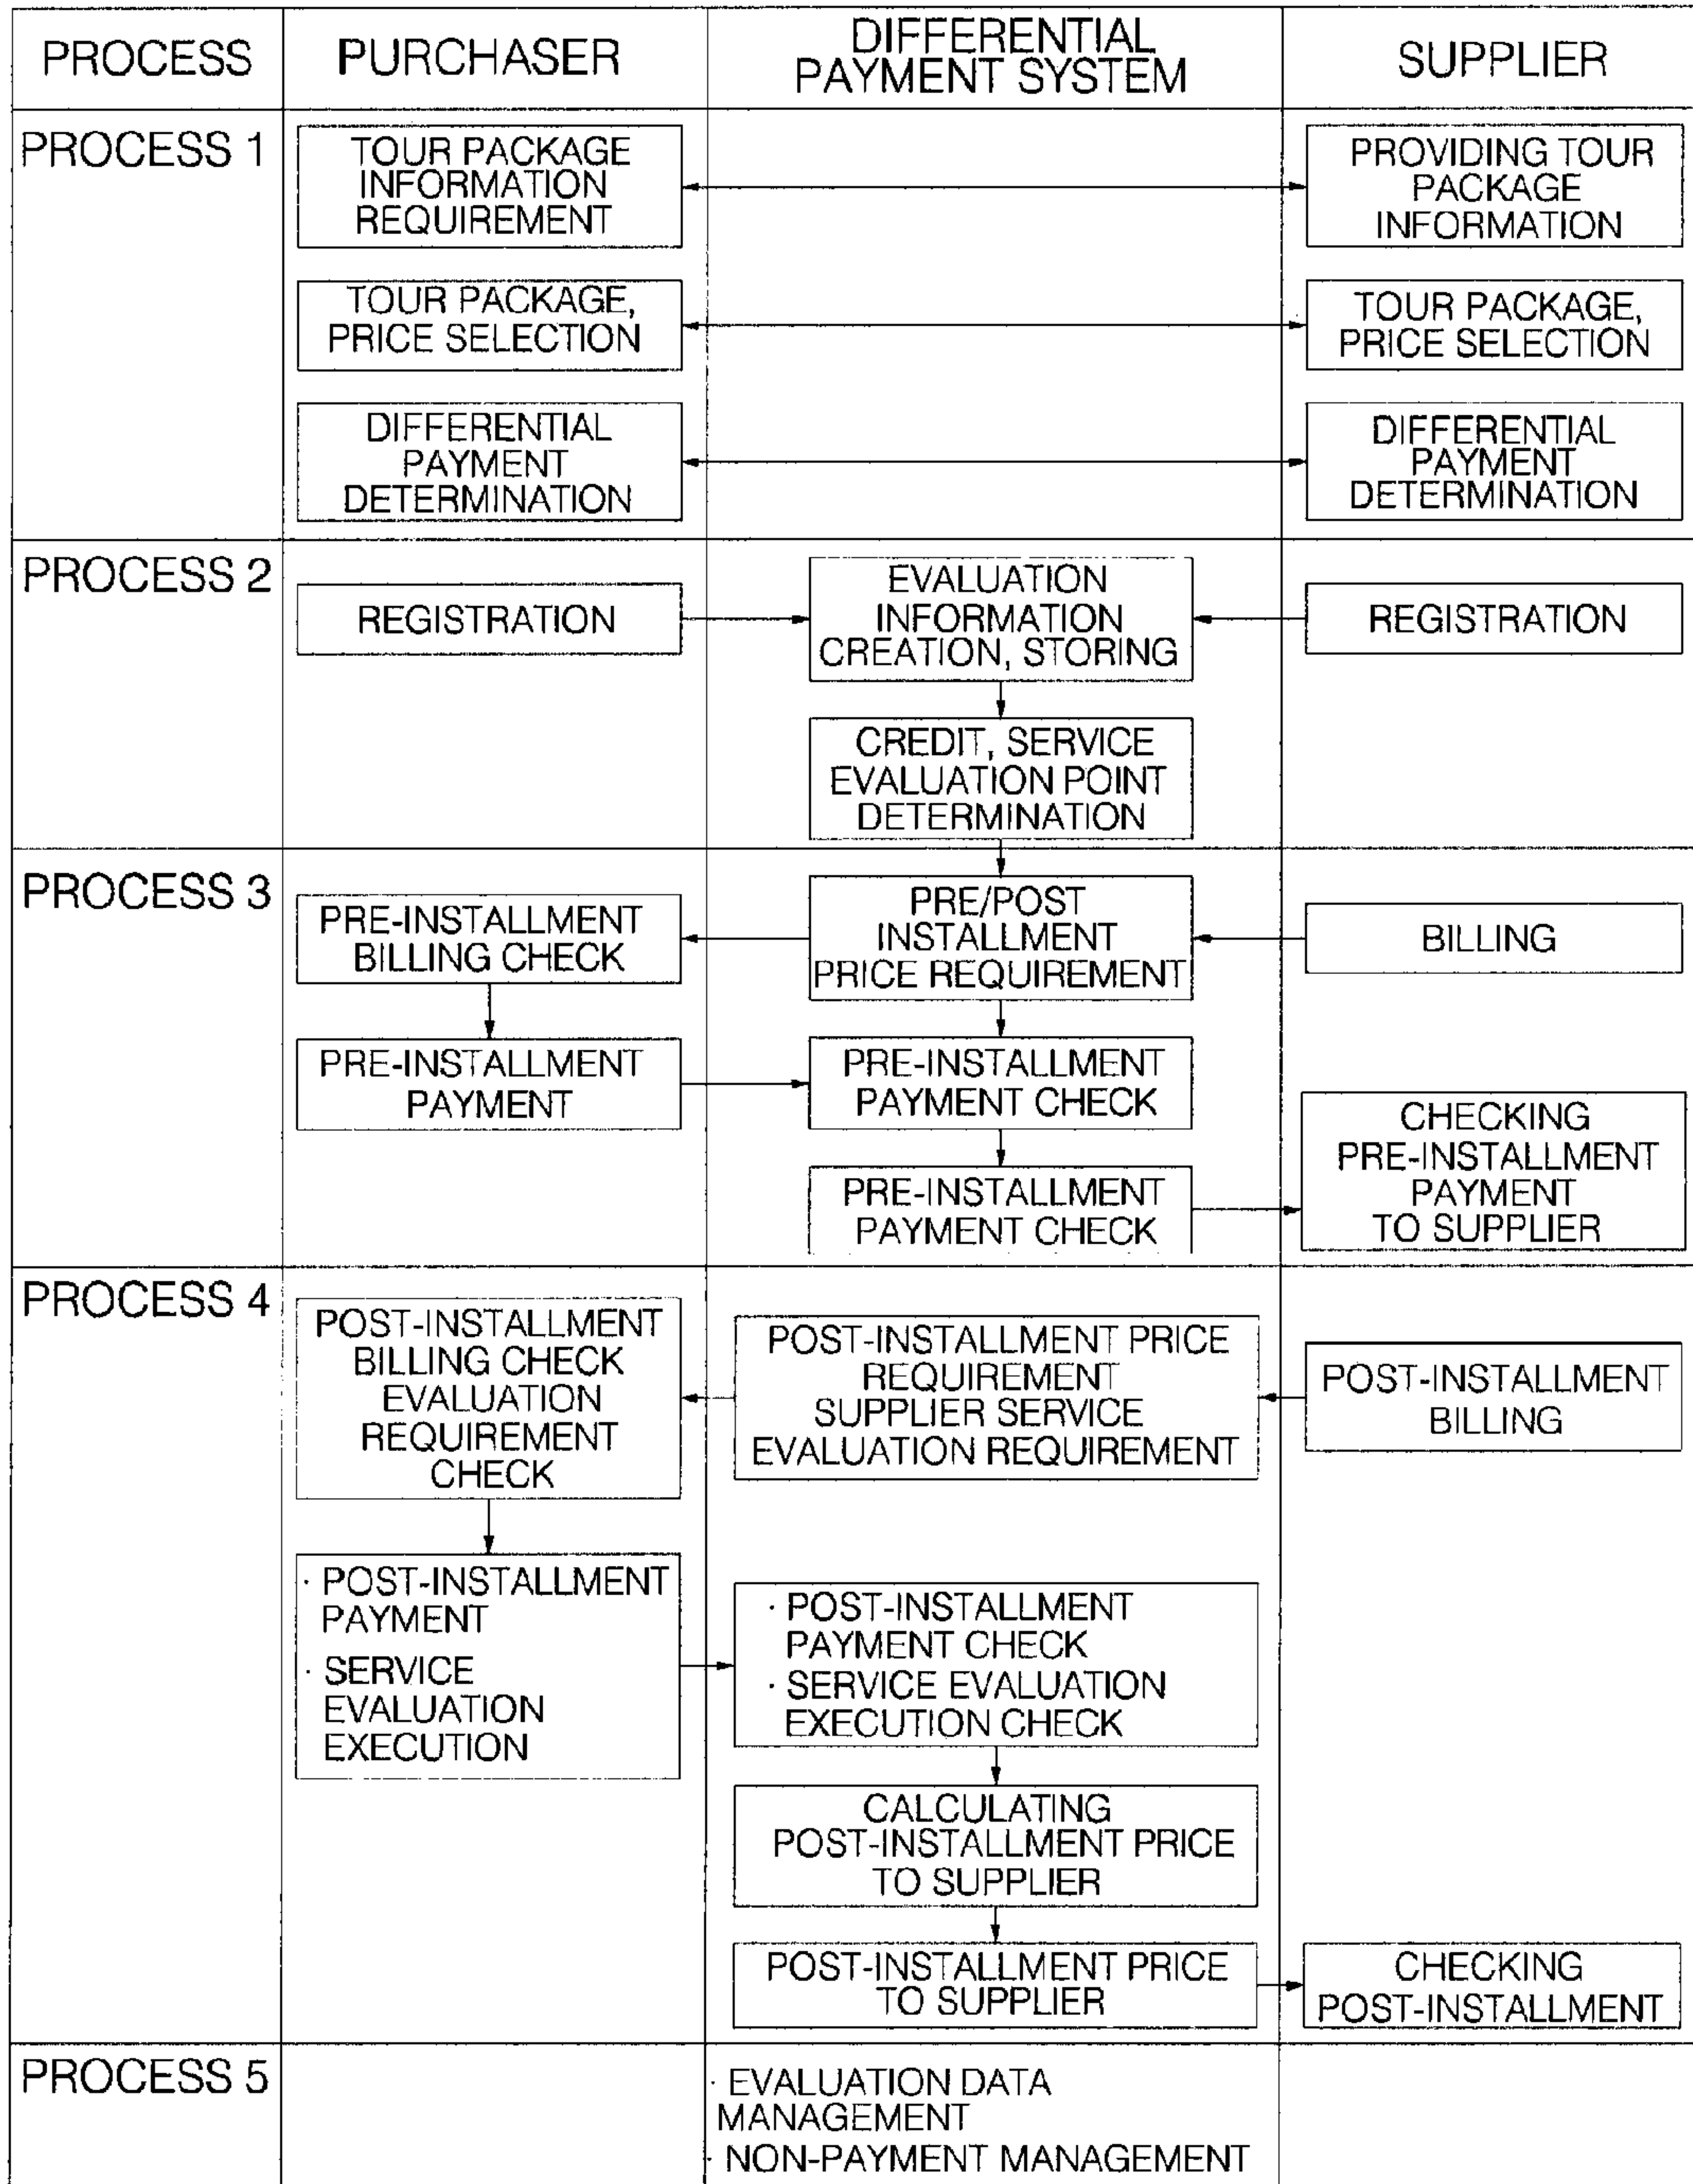 PROCESS
PURCHASER
DIFFERENTIAL
PAYMENT SYSTEM
SUPPLIER
PROCESS 1
TOUR PACKAGE
INFORMATION
REQUIREMENT
PROVIDING TOUR
PACKAGE
INFORMATION
TOUR PACKAGE,
PRICE SELECTION
TOUR PACKAGE,
PRICE SELECTION
DIFFERENTIAL
PAYMENT
DETERMINATION
DIFFERENTIAL
PAYMENT
DETERMINATION
PROCESS 2
REGISTRATION
EVALUATION
INFORMATION
CREATION, STORING
REGISTRATION
CREDIT, SERVICE
EVALUATION POINT
DETERMINATION
PROCESS 3
PRE-INSTALLMENT
BILLING CHECK
PRE/POST
INSTALLMENT
PRICE REQUIREMENT
BILLING
PRE-INSTALLMENT
PAYMENT
PRE-INSTALLMENT
PAYMENT CHECK
PRE-INSTALLMENT
PAYMENT CHECK
CHECKING
PRE-INSTALLMENT
PAYMENT
TO SUPPLIER
PROCESS 4
POST-INSTALLMENT
BILLING CHECK
EVALUATION
REQUIREMENT
CHECK
POST-INSTALLMENT PRICE
REQUIREMENT
SUPPLIER SERVICE
EVALUATION REQUIREMENT
POST-INSTALLMENT
BILLING
· POST-INSTALLMENT
PAYMENT
· SERVICE
EVALUATION
EXECUTION
· POST-INSTALLMENT
PAYMENT CHECK
· SERVICE EVALUATION
EXECUTION CHECK
CALCULATING
POST-INSTALLMENT PRICE
TO SUPPLIER
POST-INSTALLMENT PRICE
TO SUPPLIER
CHECKING
POST-INSTALLMENT
PROCESS 5
· EVALUATION DATA
MANAGEMENT
· NON-PAYMENT MANAGEMENT